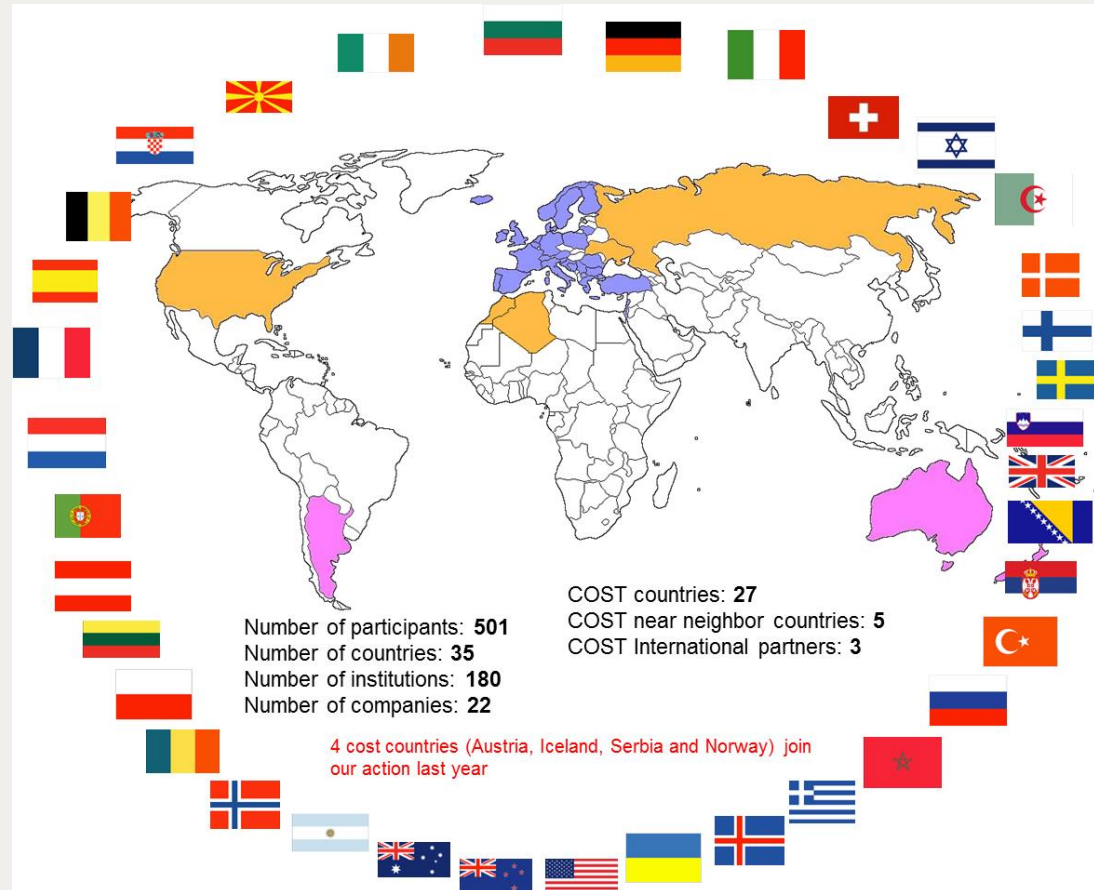 COST countries: 27
COST near neighbor countries: 5
COST International partners: 3
Number of participants: 501
Number of countries: 35
Number of institutions: 180
Number of companies: 22
4 cost countries (Austria, Iceland, Serbia and Norway) join
our action last year